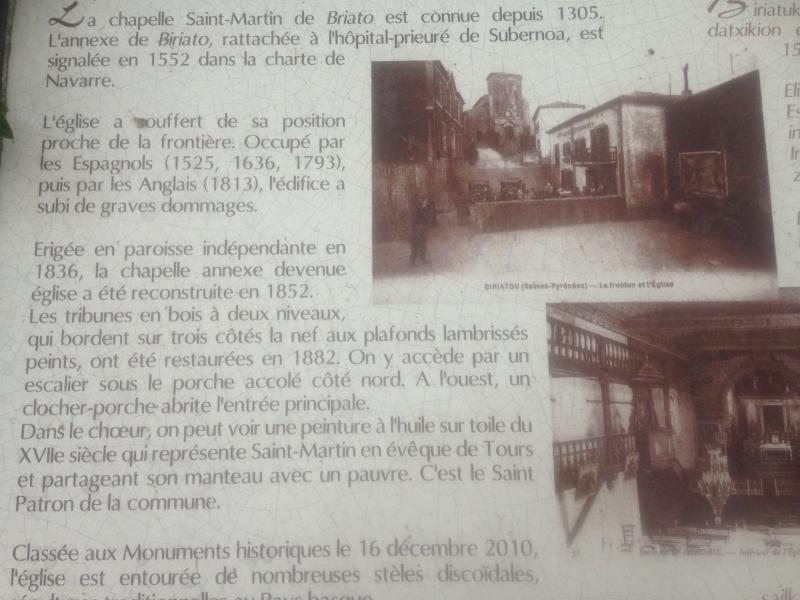 La chapelle Saint-Martin de Briato est connue depuis 1305.
L'annexe de Biriato, rattachée à l'hôpital-prieuré de Subernoa, est
signalée en 1552 dans la charte de
Navarre.
L'église a souffert de sa position
proche de la frontière. Occupé par
les Espagnols (1525, 1636, 1793),
puis par les Anglais (1813), l'édifice a
subi de graves dommages.
Erigée en paroisse indépendante en
1836, la chapelle annexe devenue
église a été reconstruite en 1852.
Les tribunes en bois à deux niveaux,
qui bordent sur trois côtés la nef aux plafonds lambrissés
peints, ont été restaurées en 1882. On y accède par un
escalier sous le porche accolé côté nord. A l'ouest, un
clocher-porche abrite l'entrée principale.
Dans le chœur, on peut voir une peinture à l'huile sur toile du
XVIIe siècle qui représente Saint-Martin en évêque de Tours
et partageant son manteau avec un pauvre. C'est le Saint
Patron de la commune.
Classée aux Monuments historiques le 16 décembre 2010,
l'église est entourée de nombreuses stèles discoïdales,
BIRIATOU (Basses-Pyrénées) — Le fronton et l'Église
Intérieur de l'Égl
Biriatuk
datxikion
15
Eli
Es